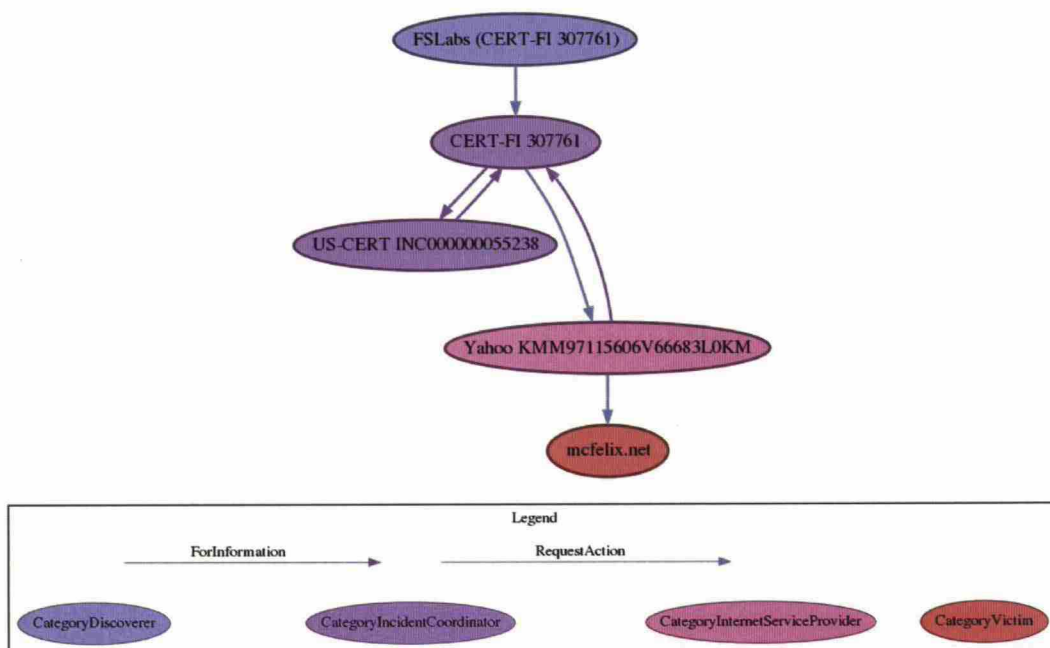 FSLabs (CERT-FI 307761)
CERT-FI 307761
US-CERT INC000000055238
Yahoo KMM97115606V66683L0KM
mcfelix.net
Legend
ForInformation
RequestAction
CategoryDiscoverer
CategoryIncidentCoordinator
CategoryInternetServiceProvider
CategoryVictim